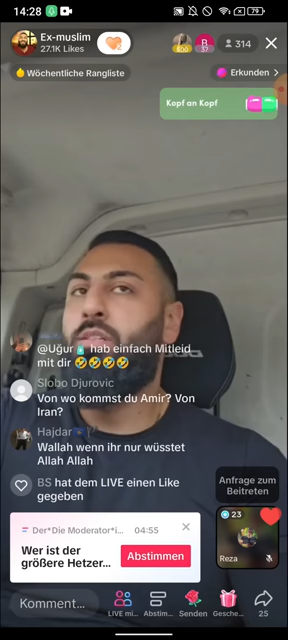 14:28
79
Ex-muslim
27.1K Likes
800
R
37
314
Wöchentliche Rangliste
Erkunden >
Kopf an Kopf
@Uğur🧴 hab einfach Mitleid
mit dir 🤣🤣🤣🤣
Slobo Djurovic
Von wo kommst du Amir? Von
Iran?
Hajdar
Wallah wenn ihr nur wüsstet
Allah Allah
BS hat dem LIVE einen Like
gegeben
Anfrage zum
Beitreten
23
Reza
Der*Die Moderator*i... 04:55
Wer ist der
größere Hetzer...
Abstimmen
Komment...
LIVE mi...
Abstim...
Senden
Gesche...
25